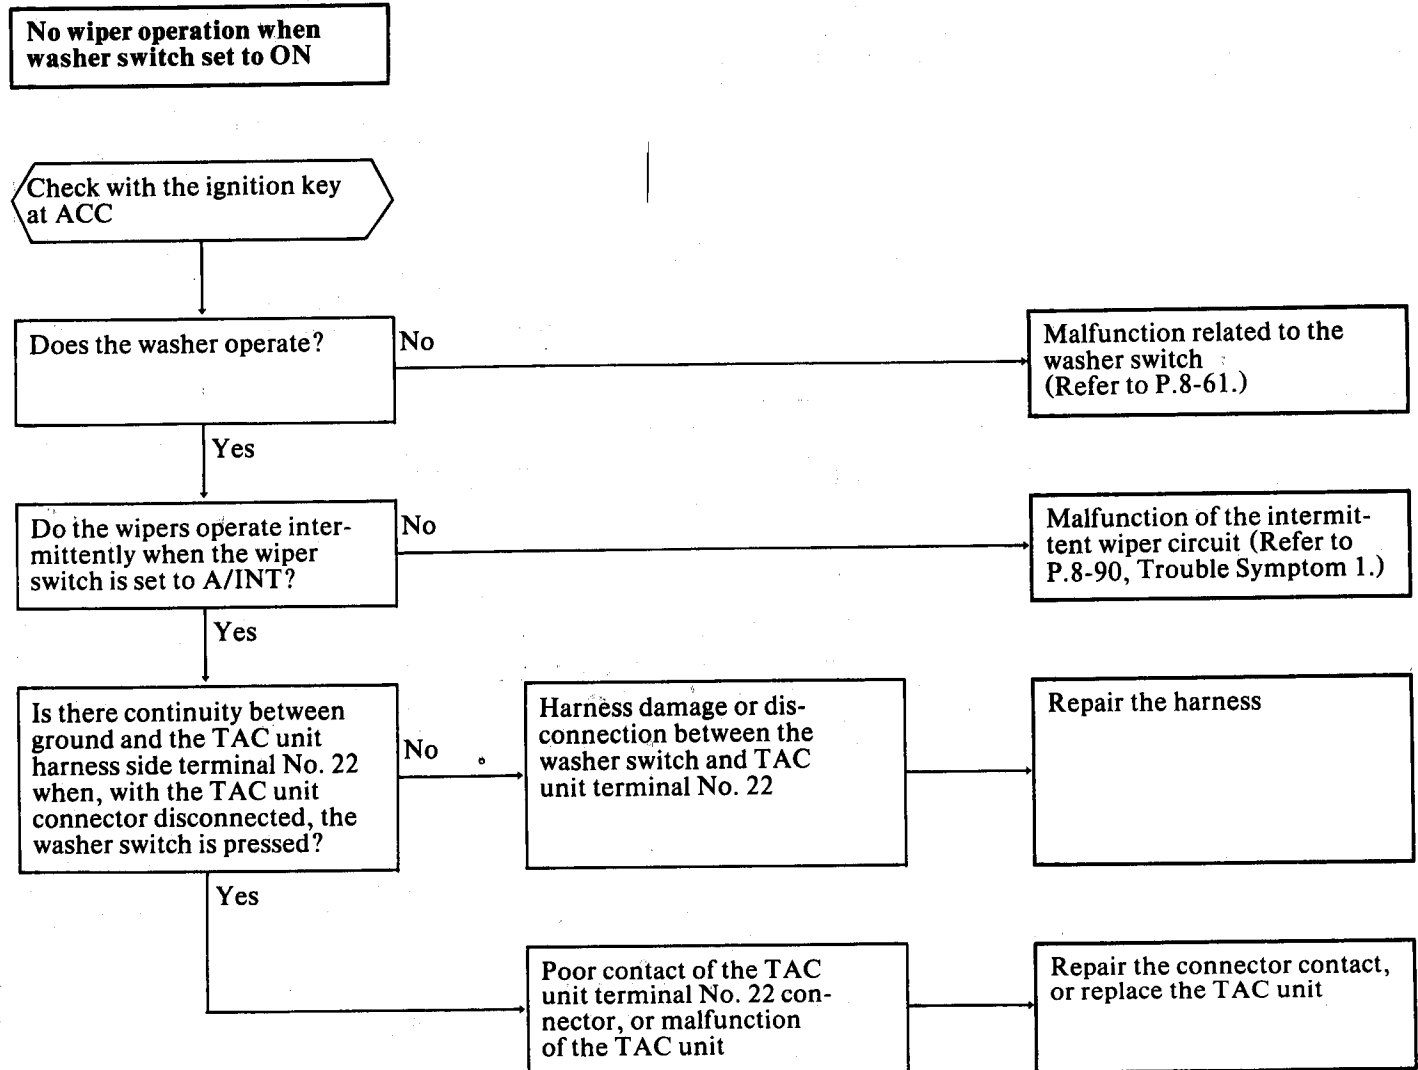 No wiper operation when
washer switch set to ON
Check with the ignition key
at ACC
Does the washer operate?
No
Malfunction related to the
washer switch
(Refer to P.8-61.)
Yes
Do the wipers operate inter-
mittently when the wiper
switch is set to A/INT?
No
Malfunction of the intermit-
tent wiper circuit (Refer to
P.8-90, Trouble Symptom 1.)
Yes
Is there continuity between
ground and the TAC unit
harness side terminal No. 22
when, with the TAC unit
connector disconnected, the
washer switch is pressed?
No
Harness damage or dis-
connection between the
washer switch and TAC
unit terminal No. 22
Repair the harness
Yes
Poor contact of the TAC
unit terminal No. 22 con-
nector, or malfunction
of the TAC unit
Repair the connector contact,
or replace the TAC unit